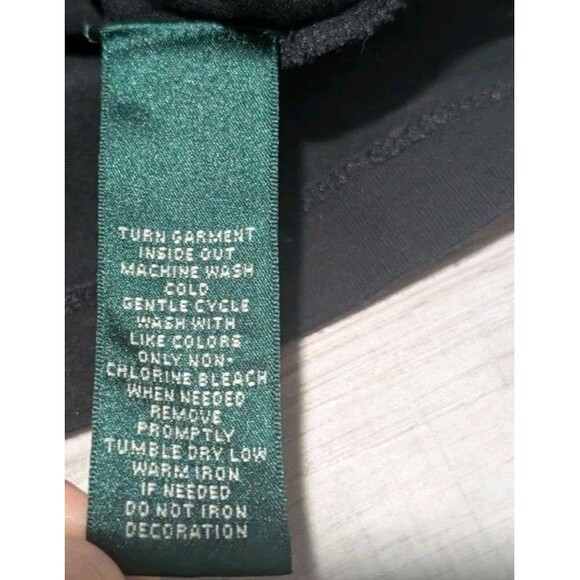 TURN GARMENT
INSIDE OUT
MACHINE WASH
COLD
GENTLE CYCLE
WASH WITH
LIKE COLORS
ONLY NON-
CHLORINE BLEACH
WHEN NEEDED
REMOVE
PROMPTLY
TUMBLE DRY LOW
WARM IRON
IF NEEDED
DO NOT IRON
DECORATION